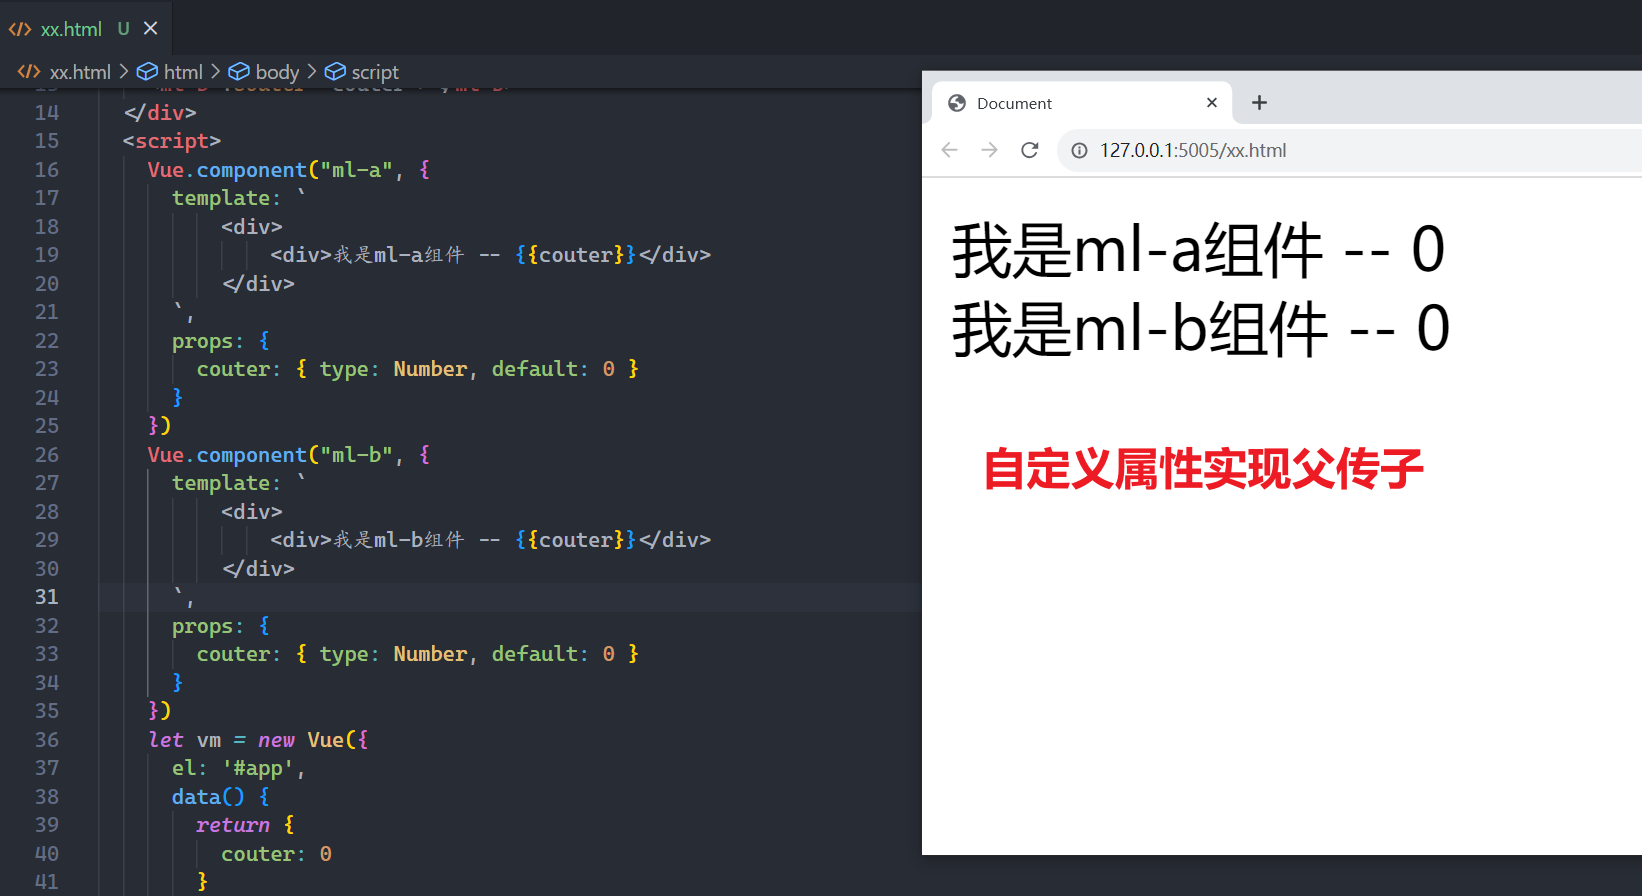 xx.html U
xx.html > html > body > script
14 </div>
15 <script>
16 Vue.component("ml-a", {
17 template: `
18 <div>
19 <div>我是ml-a组件 -- {{couter}}</div>
20 </div>
21 `,
22 props: {
23 couter: { type: Number, default: 0 }
24 }
25 })
26 Vue.component("ml-b", {
27 template: `
28 <div>
29 <div>我是ml-b组件 -- {{couter}}</div>
30 </div>
31 `,
32 props: {
33 couter: { type: Number, default: 0 }
34 }
35 })
36 let vm = new Vue({
37 el: '#app',
38 data() {
39 return {
40 couter: 0
41 }
Document
127.0.0.1:5005/xx.html
我是ml-a组件 -- 0
我是ml-b组件 -- 0
自定义属性实现父传子